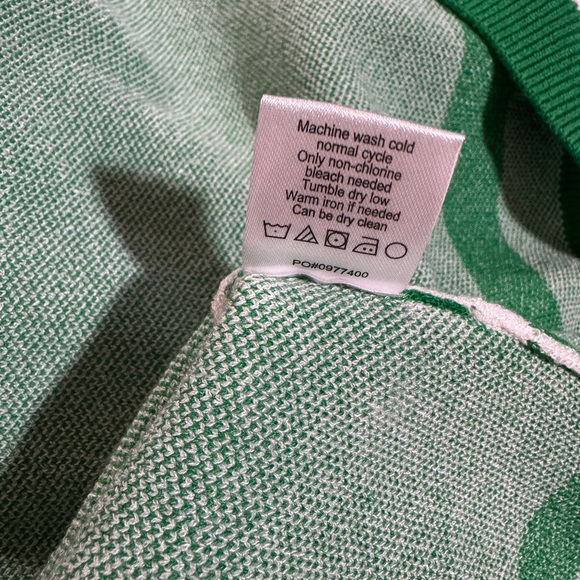 Machine wash cold
normal cycle
Only non-chlorine
bleach needed
Tumble dry low
Warm iron if needed
Can be dry clean
PO#0977400